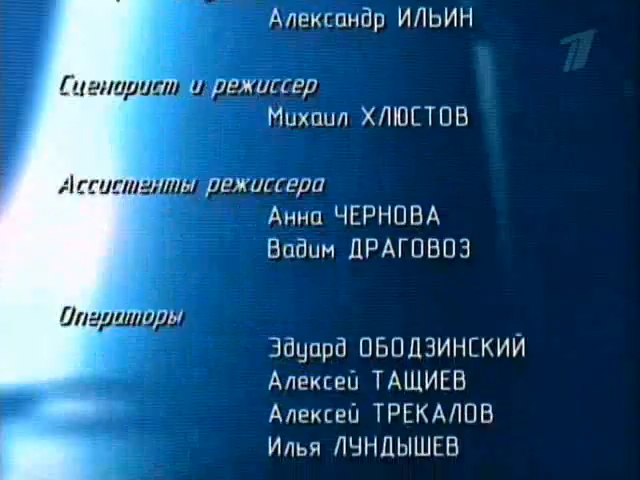 Александр ИЛЬИН
Сценарист и режиссер
Михаил ХЛЮСТОВ
Ассистенты режиссера
Анна ЧЕРНОВА
Вадим ДРАГОВОЗ
Операторы
Эдуард ОБОДЗИНСКИЙ
Алексей ТАЩИЕВ
Алексей ТРЕКАЛОВ
Илья ЛУНДЫШЕВ